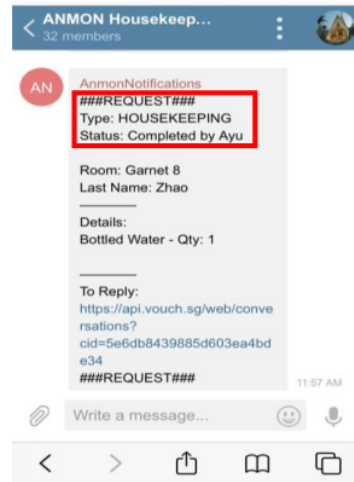 ANMON Housekeep...
32 members
AN
AnmonNotifications
###REQUEST###
Type: HOUSEKEEPING
Status: Completed by Ayu
Room: Garnet 8
Last Name: Zhao
Details:
Bottled Water - Qty: 1
To Reply:
https://api.vouch.sg/web/conve
rsations?
cid=5e6db8439885d603ea4bd
e34
###REQUEST###
11:57 AM
Write a message...